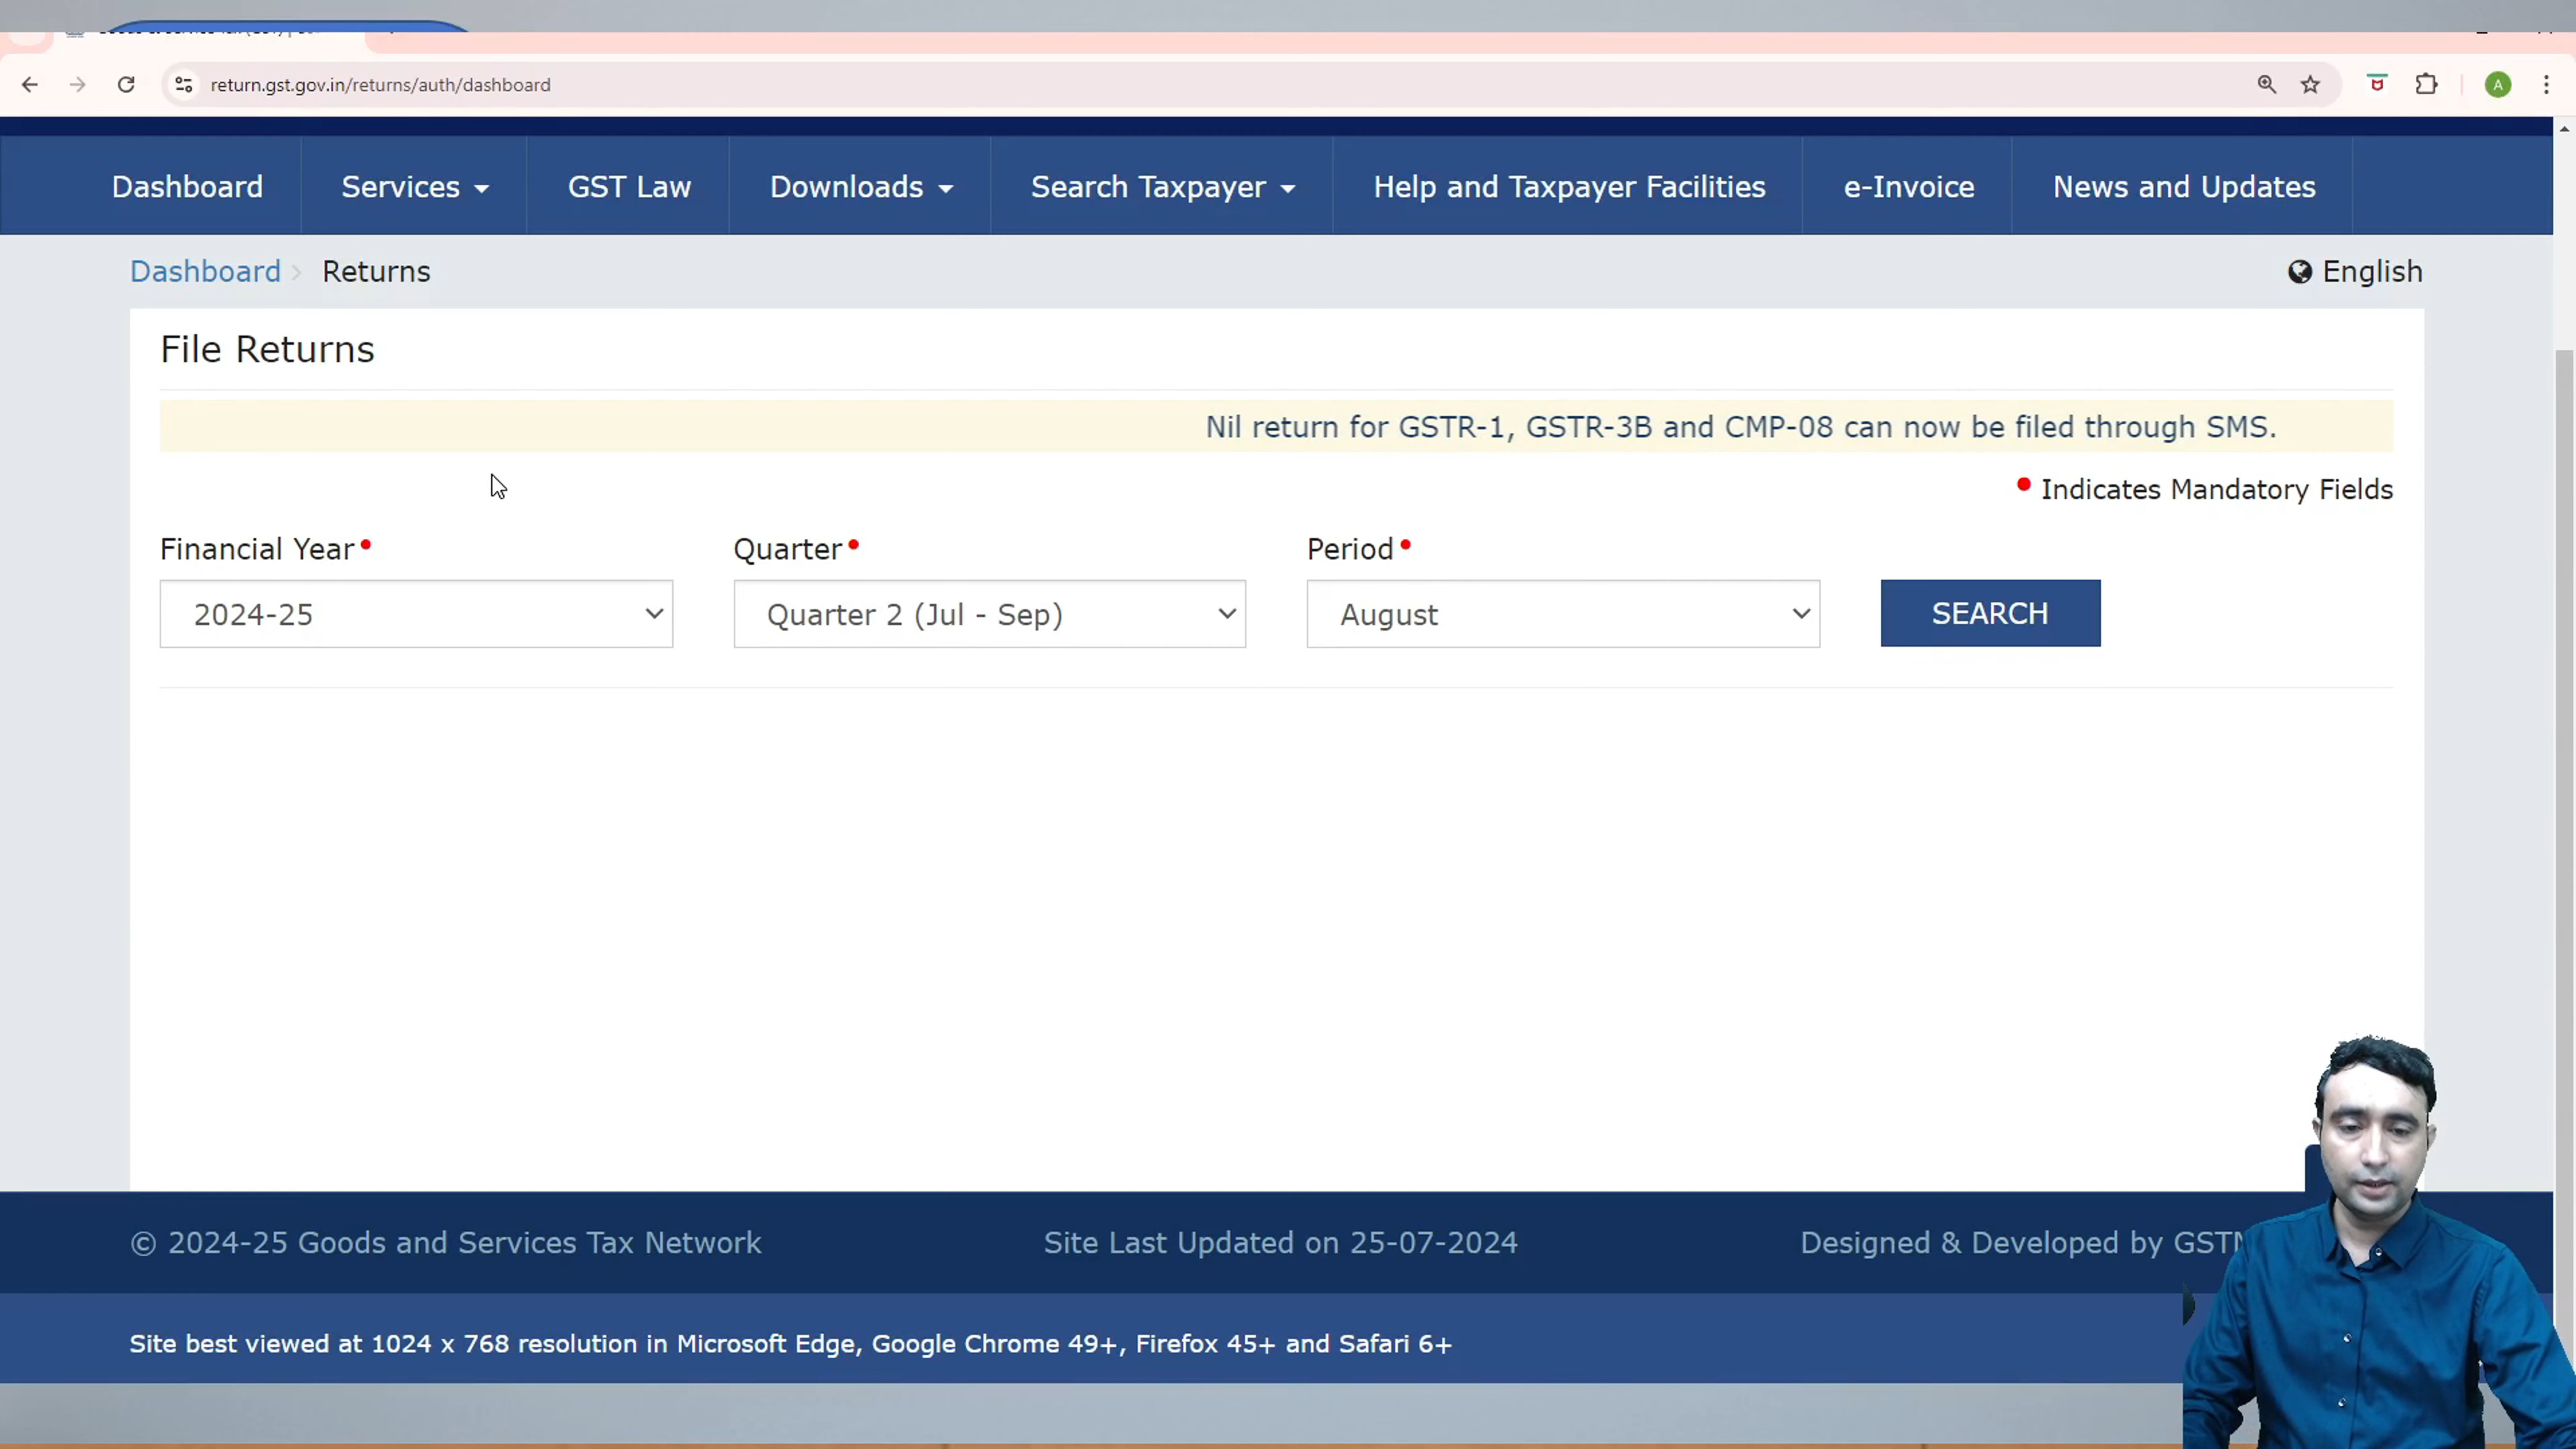 return.gst.gov.in/returns/auth/dashboard
A
Dashboard Services GST Law Downloads Search Taxpayer Help and Taxpayer Facilities e-Invoice News and Updates
Dashboard Returns English
File Returns
Nil return for GSTR-1, GSTR-3B and CMP-08 can now be filed through SMS.
• Indicates Mandatory Fields
Financial Year• Quarter• Period•
2024-25 Quarter 2 (Jul - Sep) August SEARCH
© 2024-25 Goods and Services Tax Network Site Last Updated on 25-07-2024 Designed & Developed by
Site best viewed at 1024 x 768 resolution in Microsoft Edge, Google Chrome 49+, Firefox 45+ and Safari 6+